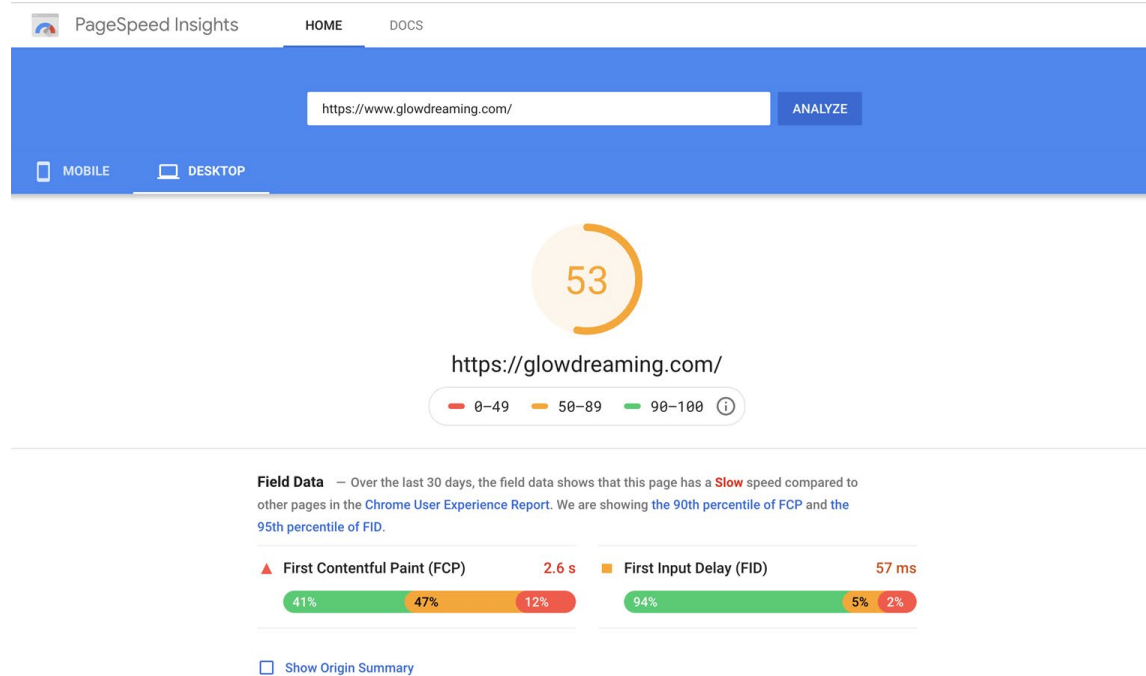 PageSpeed Insights HOME DOCS
https://www.glowdreaming.com/ ANALYZE
MOBILE DESKTOP
53
https://glowdreaming.com/
0–49 50–89 90–100
Field Data — Over the last 30 days, the field data shows that this page has a Slow speed compared to
other pages in the Chrome User Experience Report. We are showing the 90th percentile of FCP and the
95th percentile of FID.
First Contentful Paint (FCP) 2.6 s First Input Delay (FID) 57 ms
41% 47% 12% 94% 5% 2%
Show Origin Summary